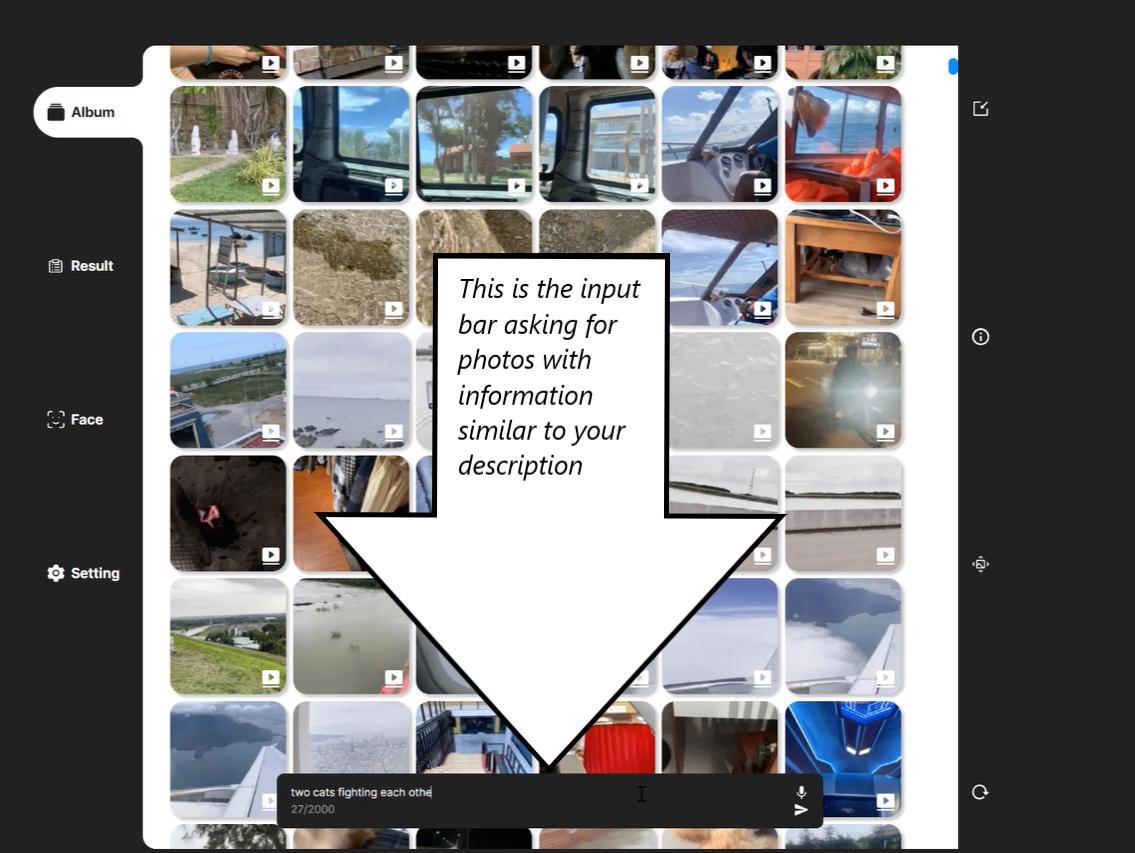 Album
Result
Face
Setting
This is the input
bar asking for
photos with
information
similar to your
description
two cats fighting each othe
27/2000